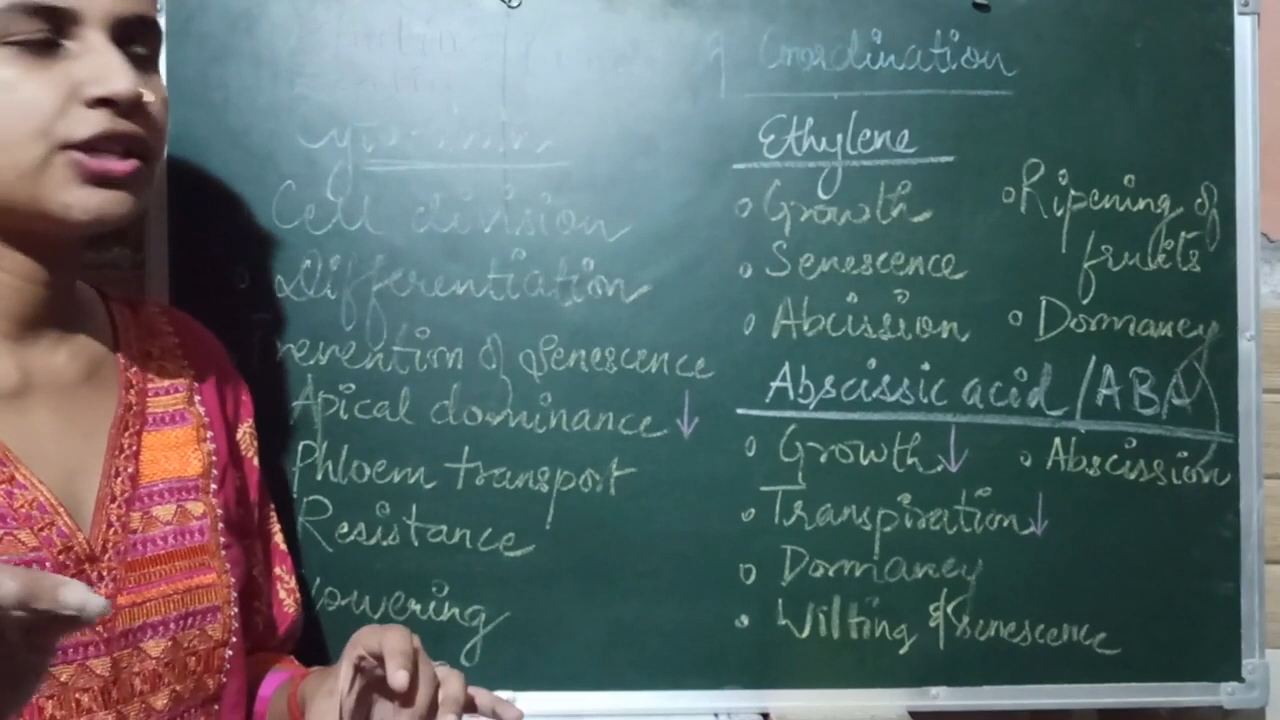 Coordination
Cell division
Differentiation
revention of Senescence
Apical dominance ↓
Phloem transport
Resistance
lowering
Ethylene
Growth
Senescence
Abcission
Ripening of
fruits
Dormancy
Abscissic acid / ABA
Growth ↓
Transpiration ↓
Dormancy
Wilting & Senescence
Abscission